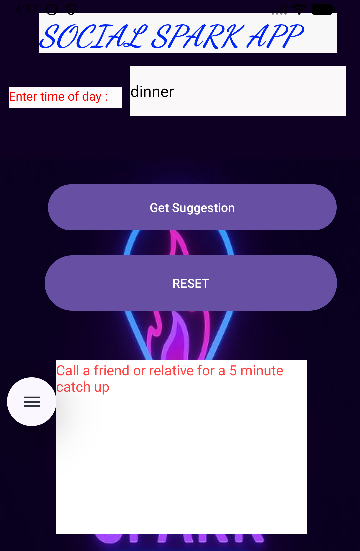 SOCIAL SPARK APP
Enter time of day :
dinner
Get Suggestion
RESET
Call a friend or relative for a 5 minute
catch up
SPARK